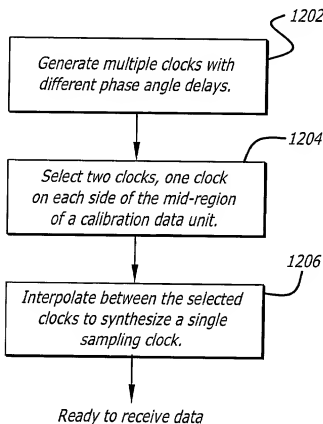 1202
Generate multiple clocks with
different phase angle delays.
1204
Select two clocks, one clock
on each side of the mid-region
of a calibration data unit.
1206
Interpolate between the selected
clocks to synthesize a single
sampling clock.
Ready to receive data